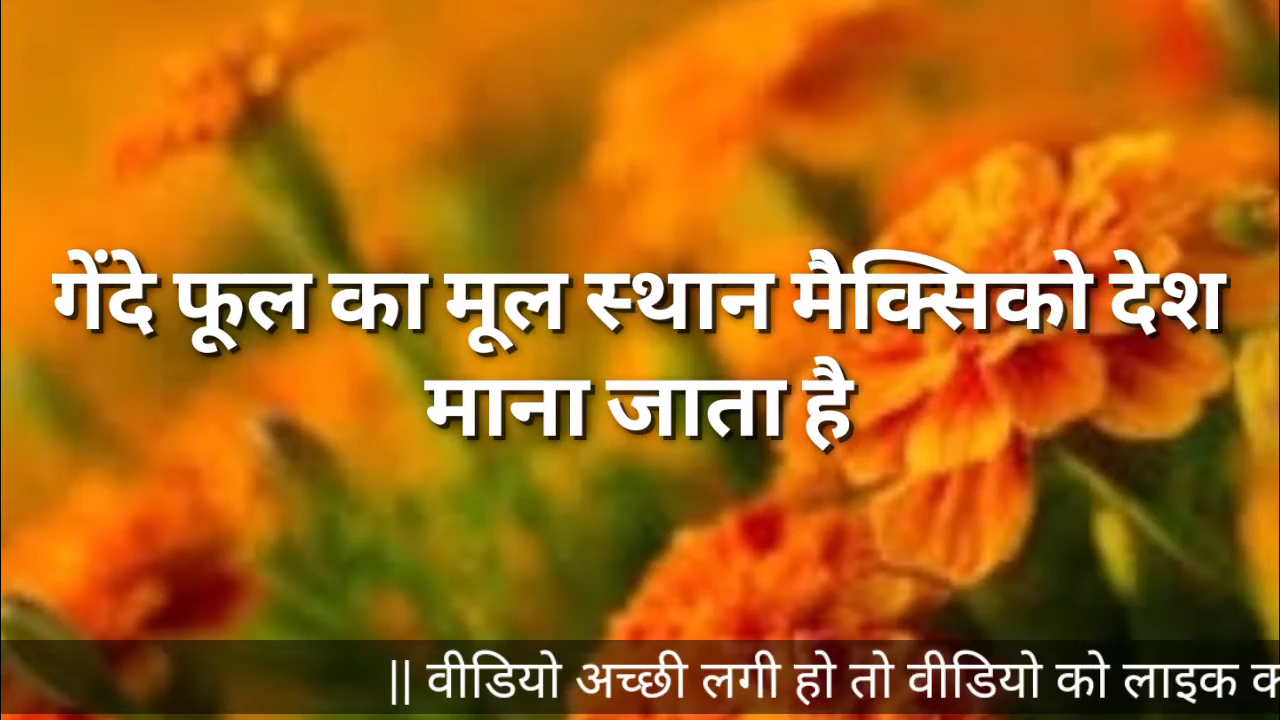 गेंदे फूल का मूल स्थान मैक्सिको देश
माना जाता है
|| वीडियो अच्छी लगी हो तो वीडियो को लाइक